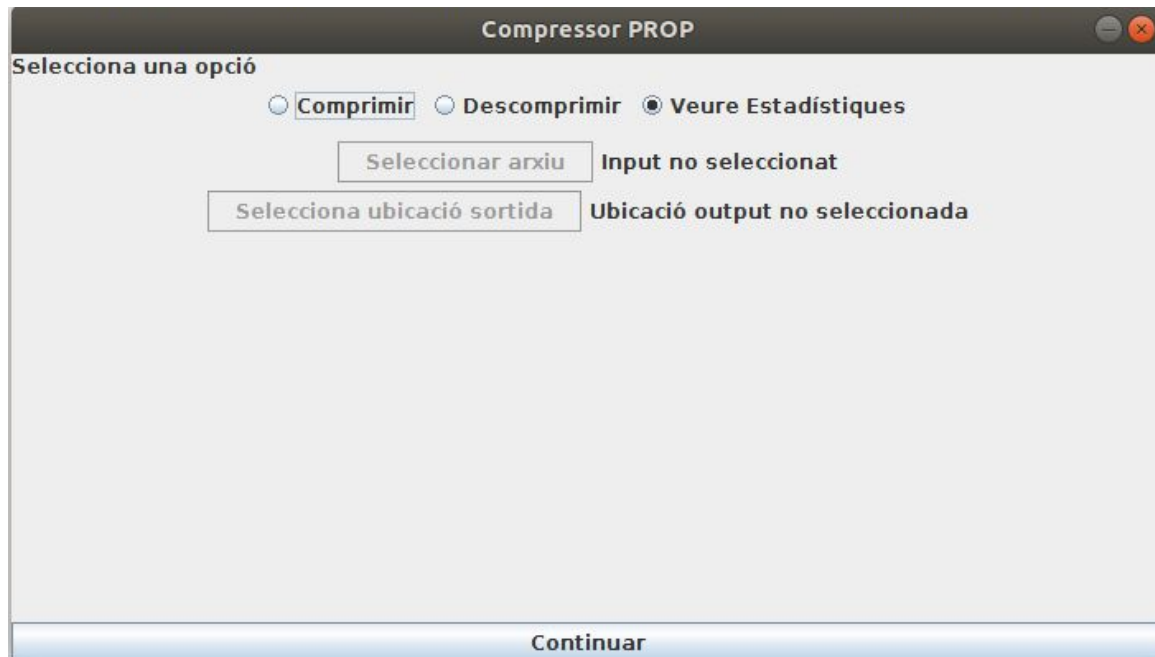 Compressor PROP
Selecciona una opció
Comprimir Descomprimir Veure Estadístiques
Seleccionar arxiu Input no seleccionat
Selecciona ubicació sortida Ubicació output no seleccionada
Continuar